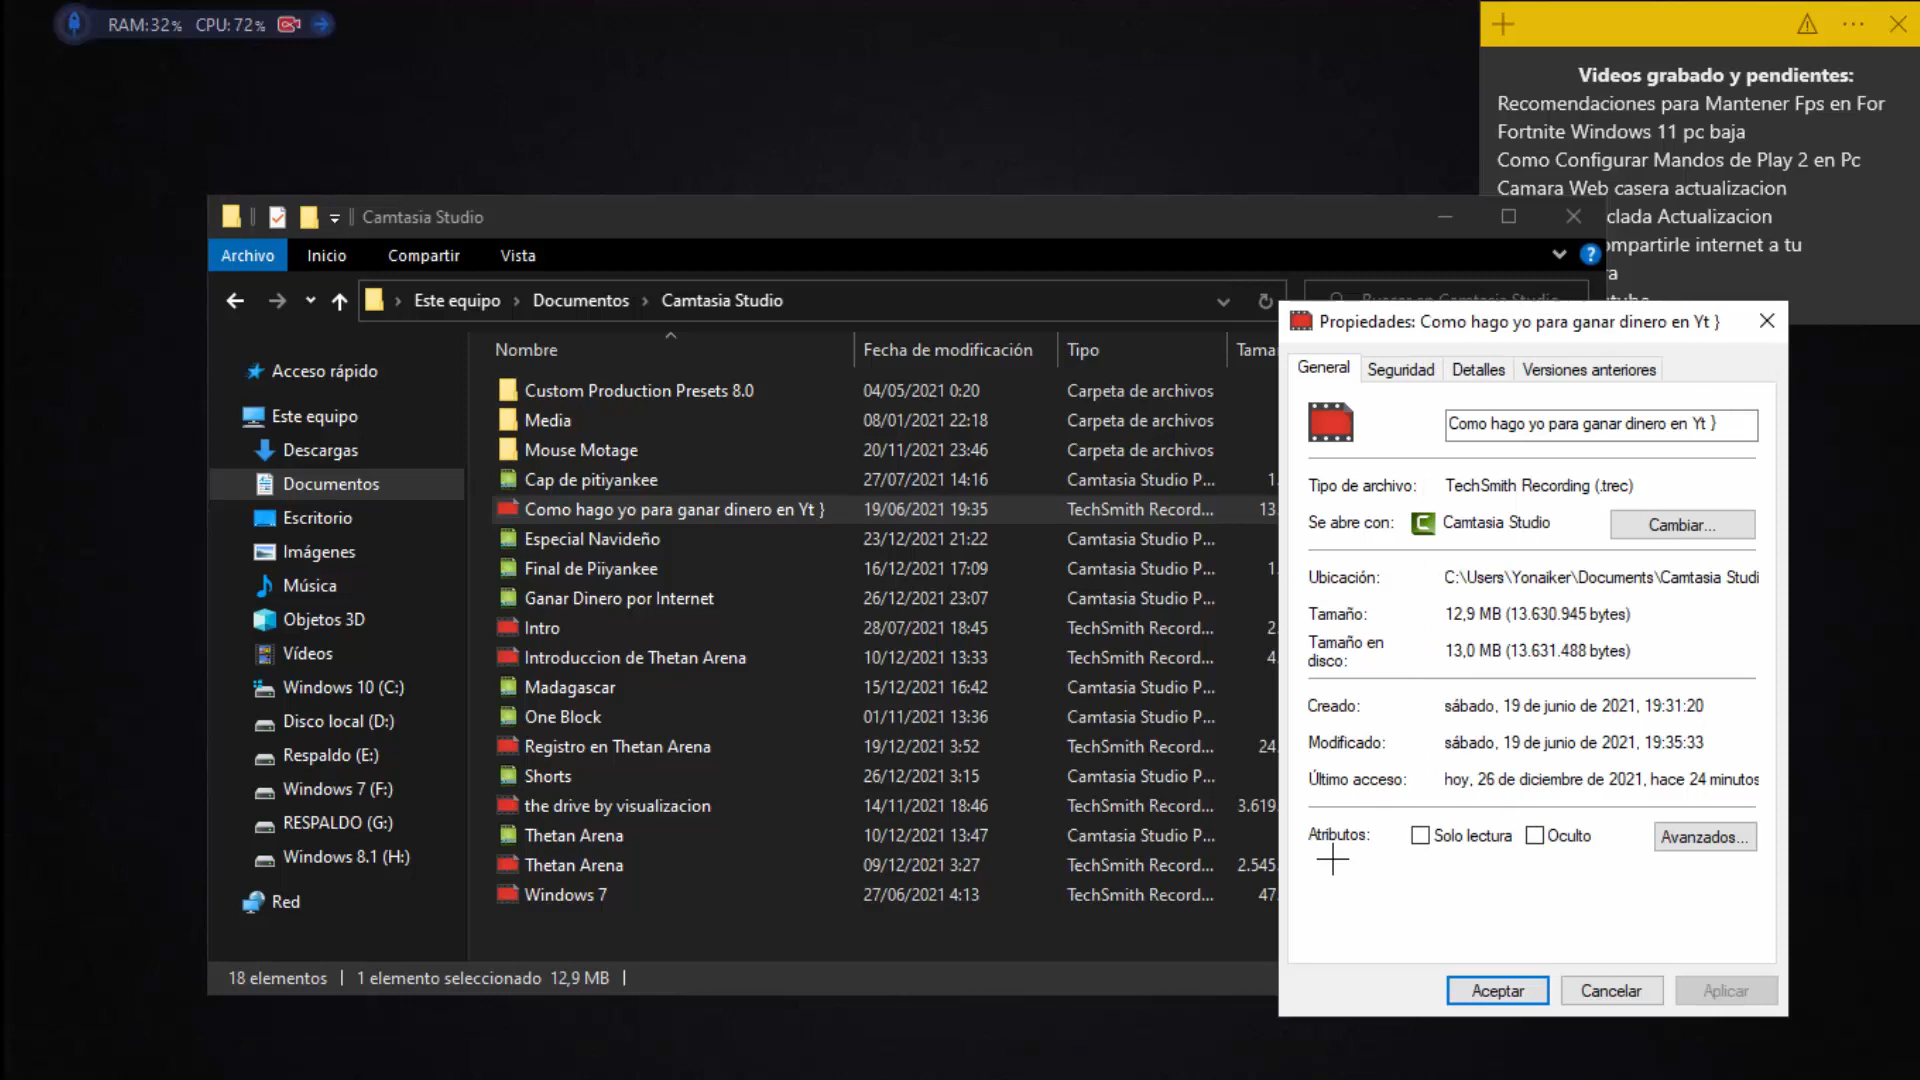 RAM:32% CPU:72%
Videos grabado y pendientes:
Recomendaciones para Mantener Fps en For
Fortnite Windows 11 pc baja
Como Configurar Mandos de Play 2 en Pc
Camara Web casera actualizacion
clada Actualizacion
ompartirle internet a tu
ra
Camtasia Studio
Archivo Inicio Compartir Vista
Este equipo > Documentos > Camtasia Studio
Nombre Fecha de modificación Tipo Tamañ
Acceso rápido
Este equipo
Descargas
Documentos
Escritorio
Imágenes
Música
Objetos 3D
Vídeos
Windows 10 (C:)
Disco local (D:)
Respaldo (E:)
Windows 7 (F:)
RESPALDO (G:)
Windows 8.1 (H:)
Red
Custom Production Presets 8.0 04/05/2021 0:20 Carpeta de archivos
Media 08/01/2021 22:18 Carpeta de archivos
Mouse Motage 20/11/2021 23:46 Carpeta de archivos
Cap de pitiyankee 27/07/2021 14:16 Camtasia Studio P... 1.
Como hago yo para ganar dinero en Yt } 19/06/2021 19:35 TechSmith Record... 13.
Especial Navideño 23/12/2021 21:22 Camtasia Studio P...
Final de Piiyankee 16/12/2021 17:09 Camtasia Studio P... 1.
Ganar Dinero por Internet 26/12/2021 23:07 Camtasia Studio P...
Intro 28/07/2021 18:45 TechSmith Record... 2.
Introduccion de Thetan Arena 10/12/2021 13:33 TechSmith Record... 4.
Madagascar 15/12/2021 16:42 Camtasia Studio P...
One Block 01/11/2021 13:36 Camtasia Studio P...
Registro en Thetan Arena 19/12/2021 3:52 TechSmith Record... 24.
Shorts 26/12/2021 3:15 Camtasia Studio P...
the drive by visualizacion 14/11/2021 18:46 TechSmith Record... 3.619.
Thetan Arena 10/12/2021 13:47 Camtasia Studio P...
Thetan Arena 09/12/2021 3:27 TechSmith Record... 2.545.
Windows 7 27/06/2021 4:13 TechSmith Record... 47.
18 elementos | 1 elemento seleccionado 12,9 MB |
Propiedades: Como hago yo para ganar dinero en Yt }
General Seguridad Detalles Versiones anteriores
Como hago yo para ganar dinero en Yt }
Tipo de archivo: TechSmith Recording (.trec)
Se abre con: Camtasia Studio Cambiar...
Ubicación: C:\Users\Yonaiker\Documents\Camtasia Studi
Tamaño: 12,9 MB (13.630.945 bytes)
Tamaño en disco: 13,0 MB (13.631.488 bytes)
Creado: sábado, 19 de junio de 2021, 19:31:20
Modificado: sábado, 19 de junio de 2021, 19:35:33
Último acceso: hoy, 26 de diciembre de 2021, hace 24 minutos
Atributos: Solo lectura Oculto Avanzados...
Aceptar Cancelar Aplicar